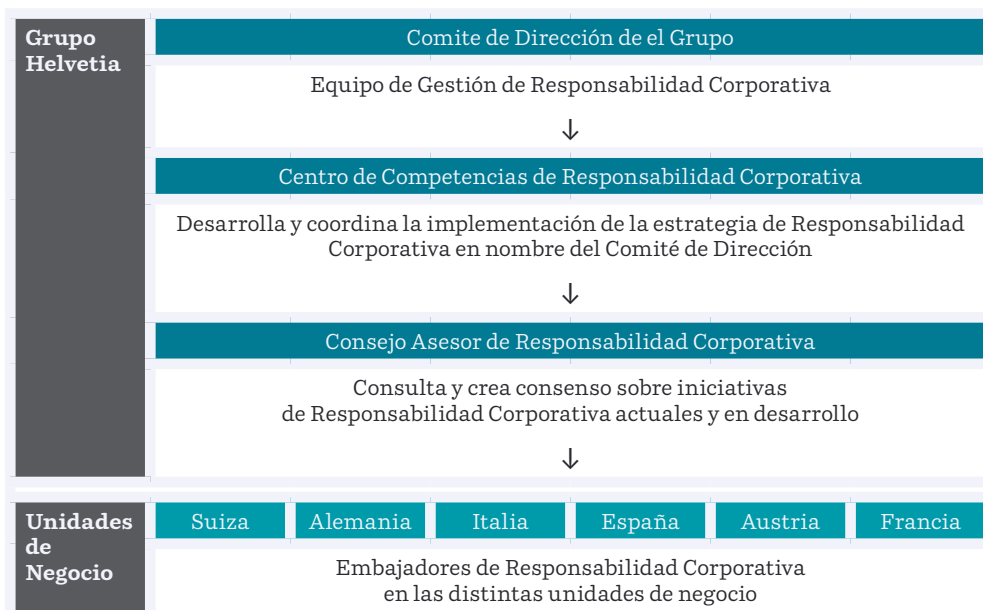 Grupo
Helvetia
Comite de Dirección de el Grupo
Equipo de Gestión de Responsabilidad Corporativa
↓
Centro de Competencias de Responsabilidad Corporativa
Desarrolla y coordina la implementación de la estrategia de Responsabilidad
Corporativa en nombre del Comité de Dirección
↓
Consejo Asesor de Responsabilidad Corporativa
Consulta y crea consenso sobre iniciativas
de Responsabilidad Corporativa actuales y en desarrollo
↓
Unidades
de
Negocio
Suiza Alemania Italia España Austria Francia
Embajadores de Responsabilidad Corporativa
en las distintas unidades de negocio